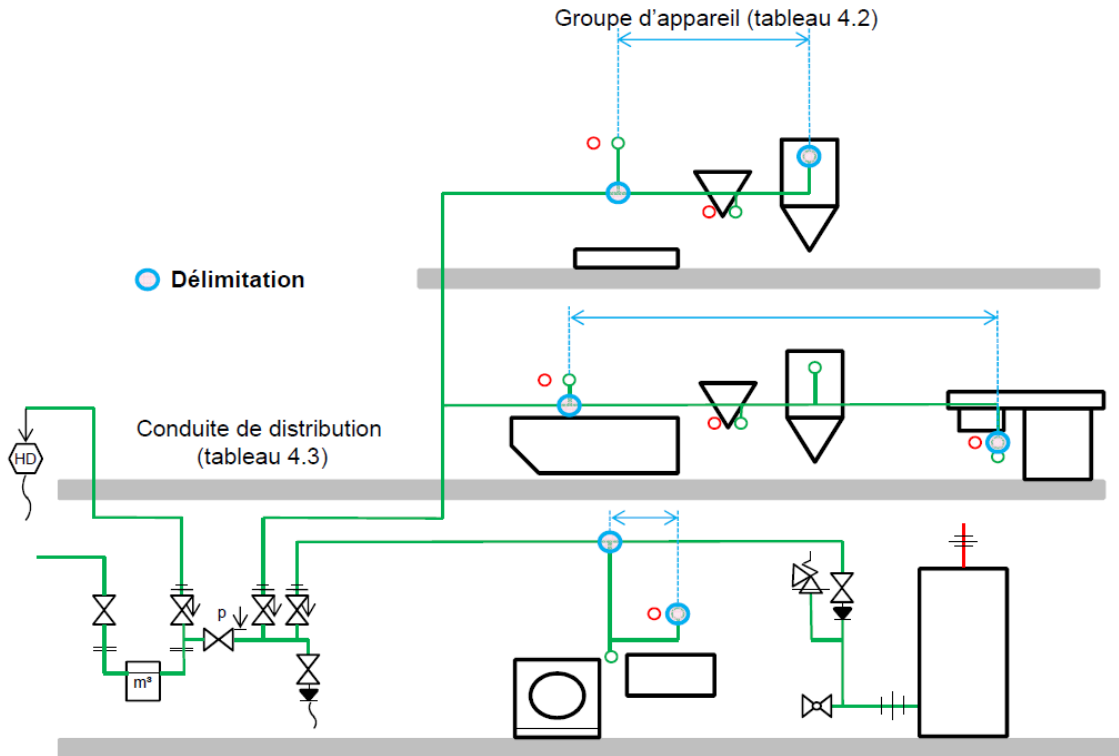 Groupe d’appareil (tableau 4.2)
Délimitation
Conduite de distribution
(tableau 4.3)
HD
p
m³